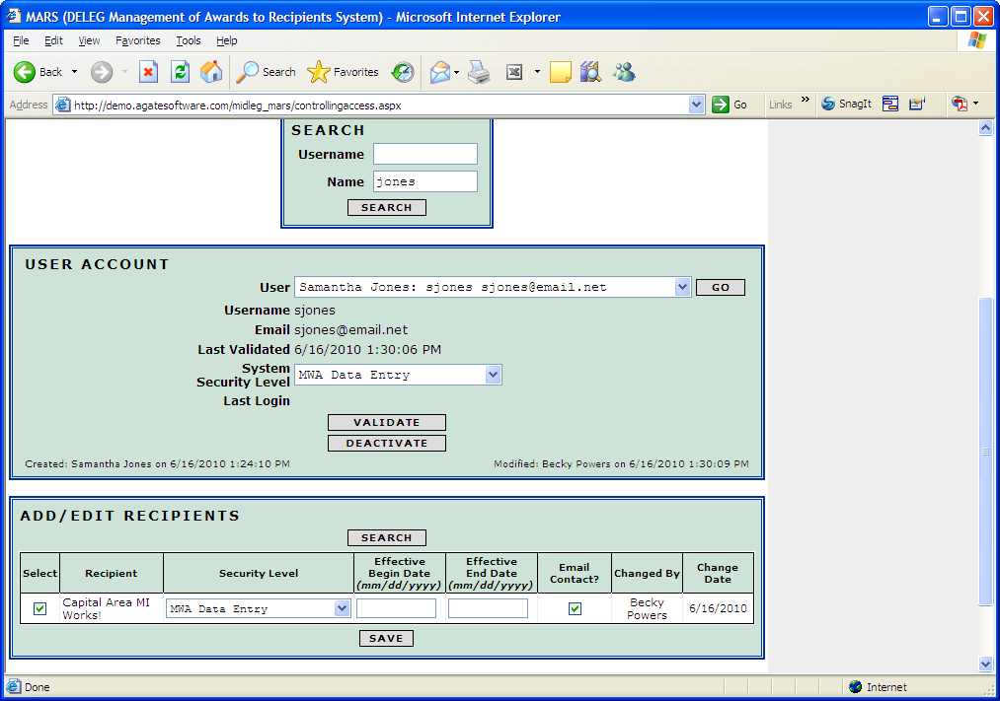 MARS (DELEG Management of Awards to Recipients System) - Microsoft Internet Explorer
File Edit View Favorites Tools Help
Back Search Favorites
Address http://demo.agatesoftware.com/midleg_mars/controllingaccess.aspx Go Links » SnagIt
SEARCH
Username
Name jones
SEARCH
USER ACCOUNT
User Samantha Jones: sjones sjones@email.net GO
Username sjones
Email sjones@email.net
Last Validated 6/16/2010 1:30:06 PM
System
Security Level MWA Data Entry
Last Login
VALIDATE
DEACTIVATE
Created: Samantha Jones on 6/16/2010 1:24:10 PM Modified: Becky Powers on 6/16/2010 1:30:09 PM
ADD/EDIT RECIPIENTS
SEARCH
Select Recipient Security Level Effective Begin Date (mm/dd/yyyy) Effective End Date (mm/dd/yyyy) Email Contact? Changed By Change Date
Capital Area MI Works! MWA Data Entry Becky Powers 6/16/2010
SAVE
Done Internet